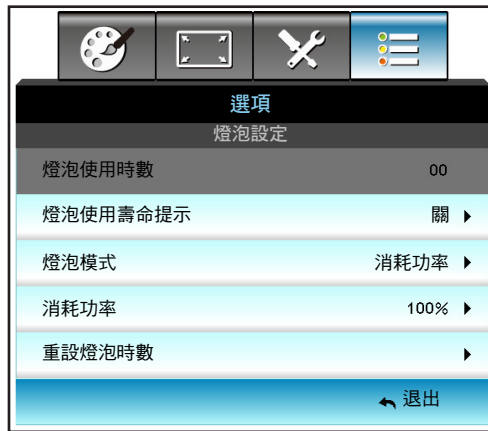 選項
燈泡設定
燈泡使用時數 00
燈泡使用壽命提示 關
燈泡模式 消耗功率
消耗功率 100%
重設燈泡時數
退出